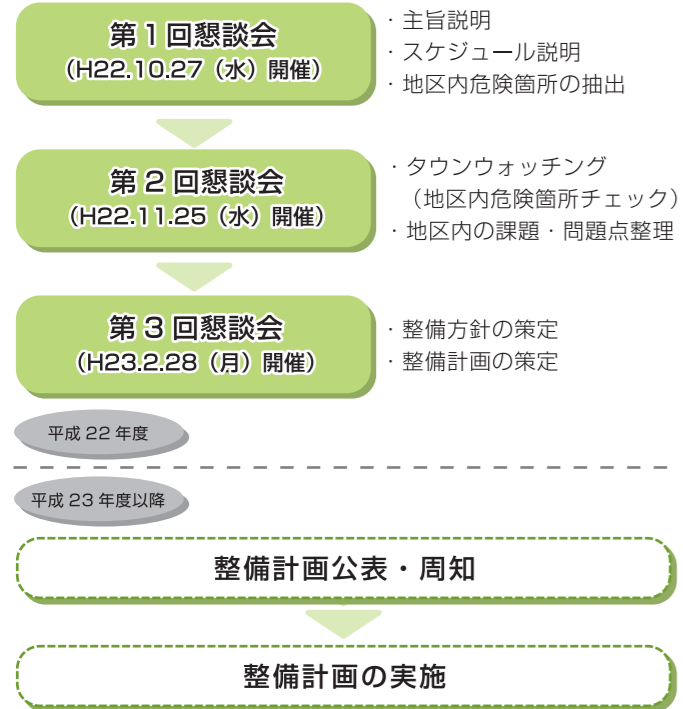 第1回懇談会
(H22.10.27（水）開催）
・主旨説明
・スケジュール説明
・地区内危険箇所の抽出
第2回懇談会
(H22.11.25（水）開催）
・タウンウォッチング
（地区内危険箇所チェック）
・地区内の課題・問題点整理
第3回懇談会
(H23.2.28（月）開催）
・整備方針の策定
・整備計画の策定
平成22年度
平成23年度以降
整備計画公表・周知
整備計画の実施